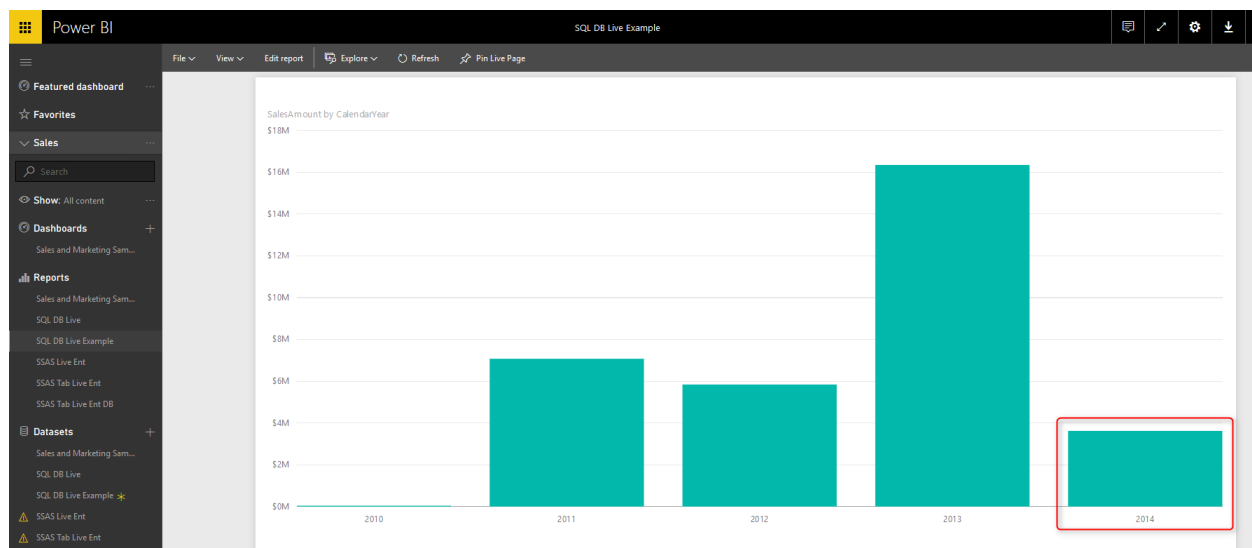 Power BI
SQL DB Live Example
File View Edit report Explore Refresh Pin Live Page
Featured dashboard ...
Favorites
Sales ...
Search
Show: All content ...
Dashboards +
Sales and Marketing Sam...
Reports
Sales and Marketing Sam...
SQL DB Live
SQL DB Live Example
SSAS Live Ent
SSAS Tab Live Ent
SSAS Tab Live Ent DB
Datasets +
Sales and Marketing Sam...
SQL DB Live
SQL DB Live Example
SSAS Live Ent
SSAS Tab Live Ent
SalesAmount by CalendarYear
$18M
$16M
$14M
$12M
$10M
$8M
$6M
$4M
$2M
$0M
2010 2011 2012 2013 2014